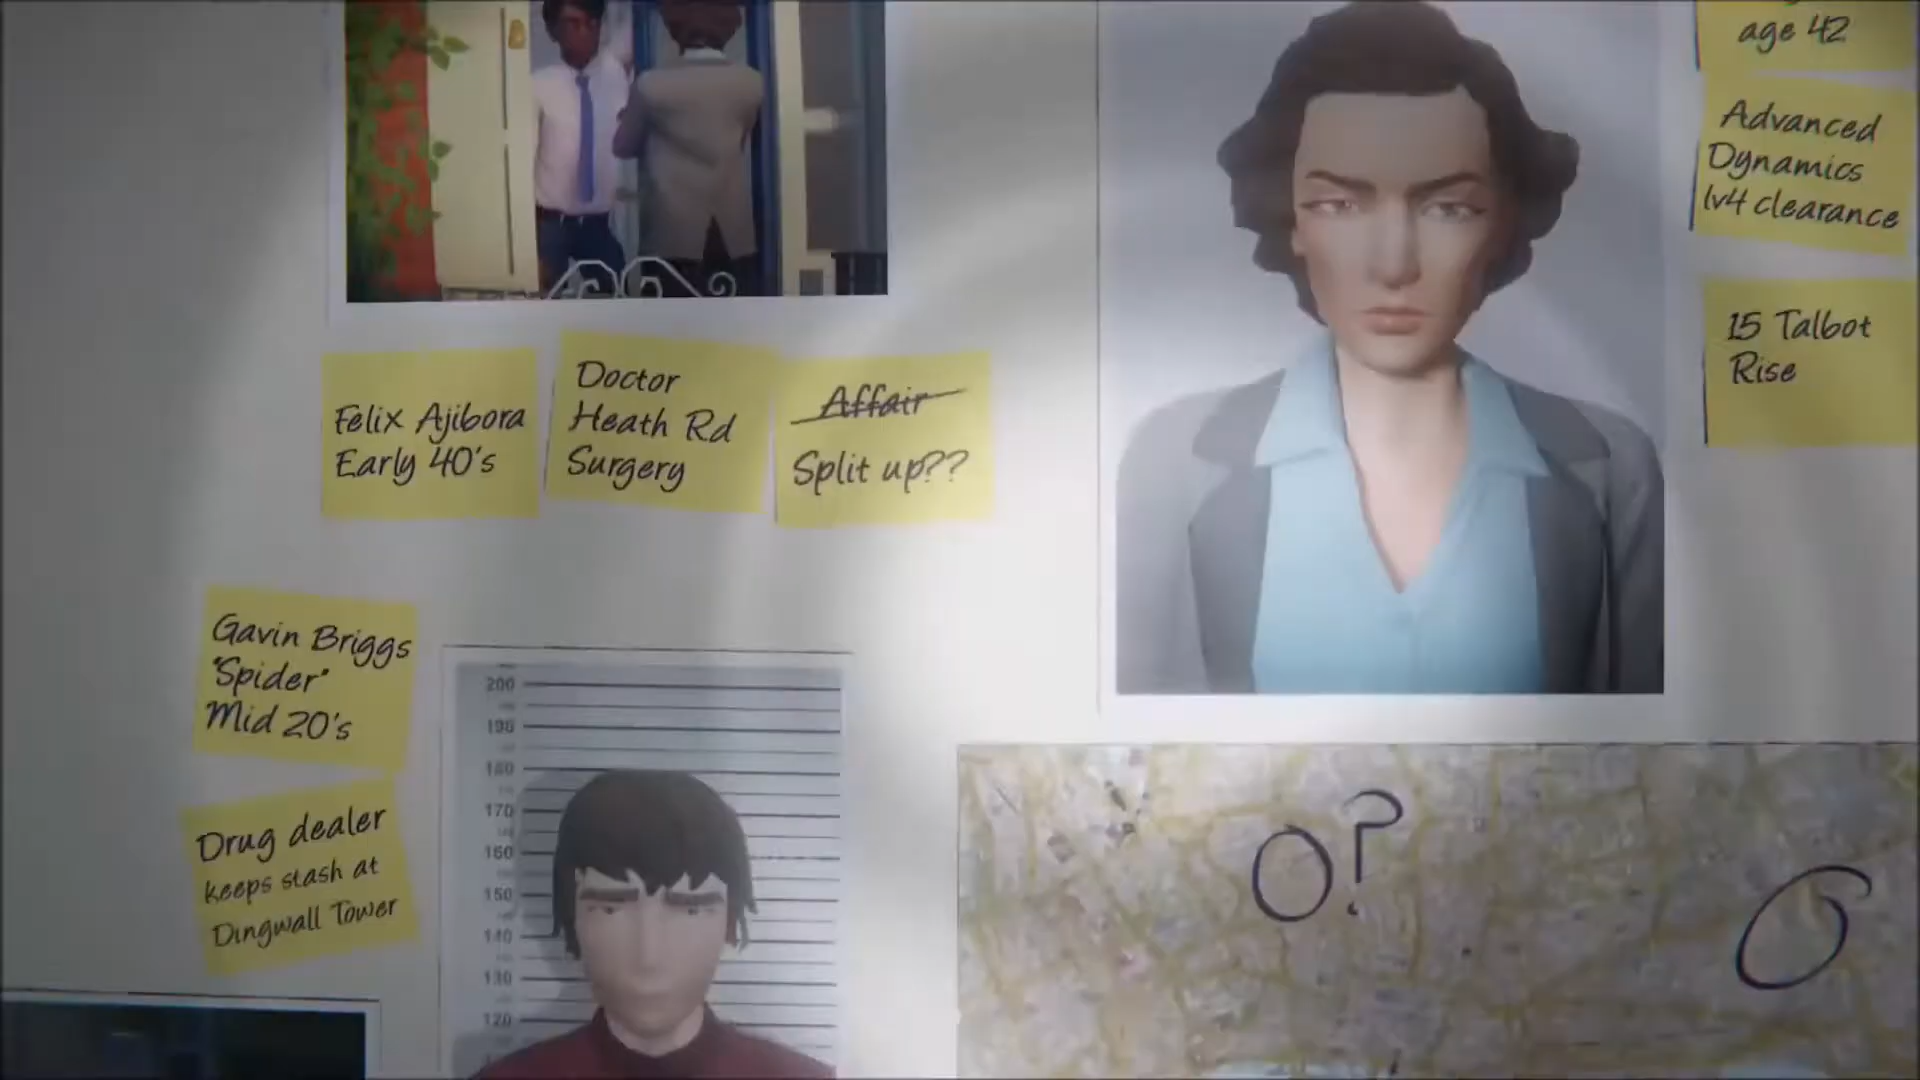 age 42
Advanced
Dynamics
lv4 clearance
15 Talbot
Rise
Felix Ajibora
Early 40's
Doctor
Heath Rd
Surgery
Affair
Split up??
Gavin Briggs
"Spider"
Mid 20's
Drug dealer
keeps stash at
Dingwall Tower
200
190
180
170
160
150
140
130
120
O?
O